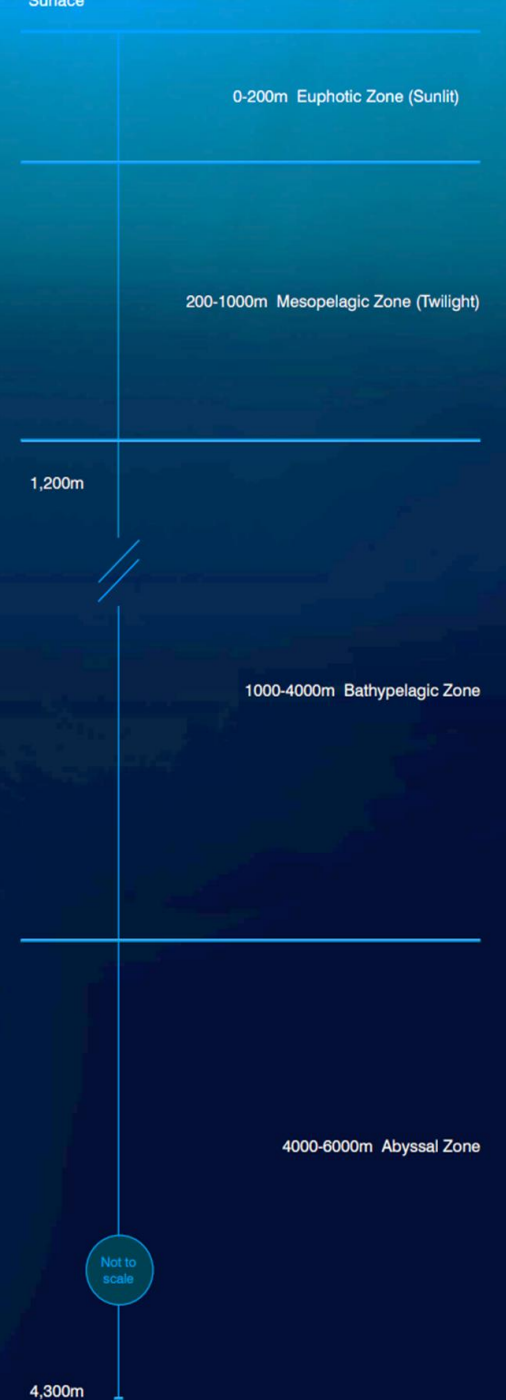 Surface
0-200m Euphotic Zone (Sunlit)
200-1000m Mesopelagic Zone (Twilight)
1,200m
1000-4000m Bathypelagic Zone
4000-6000m Abyssal Zone
Not to
scale
4,300m